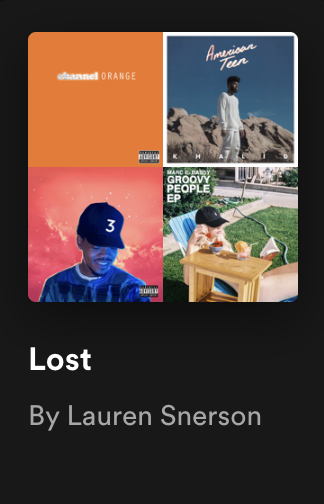 channel ORANGE
American
Teen
KHALID
3
MARC E. BASSY
GROOVY
PEOPLE
EP
Lost
By Lauren Snerson